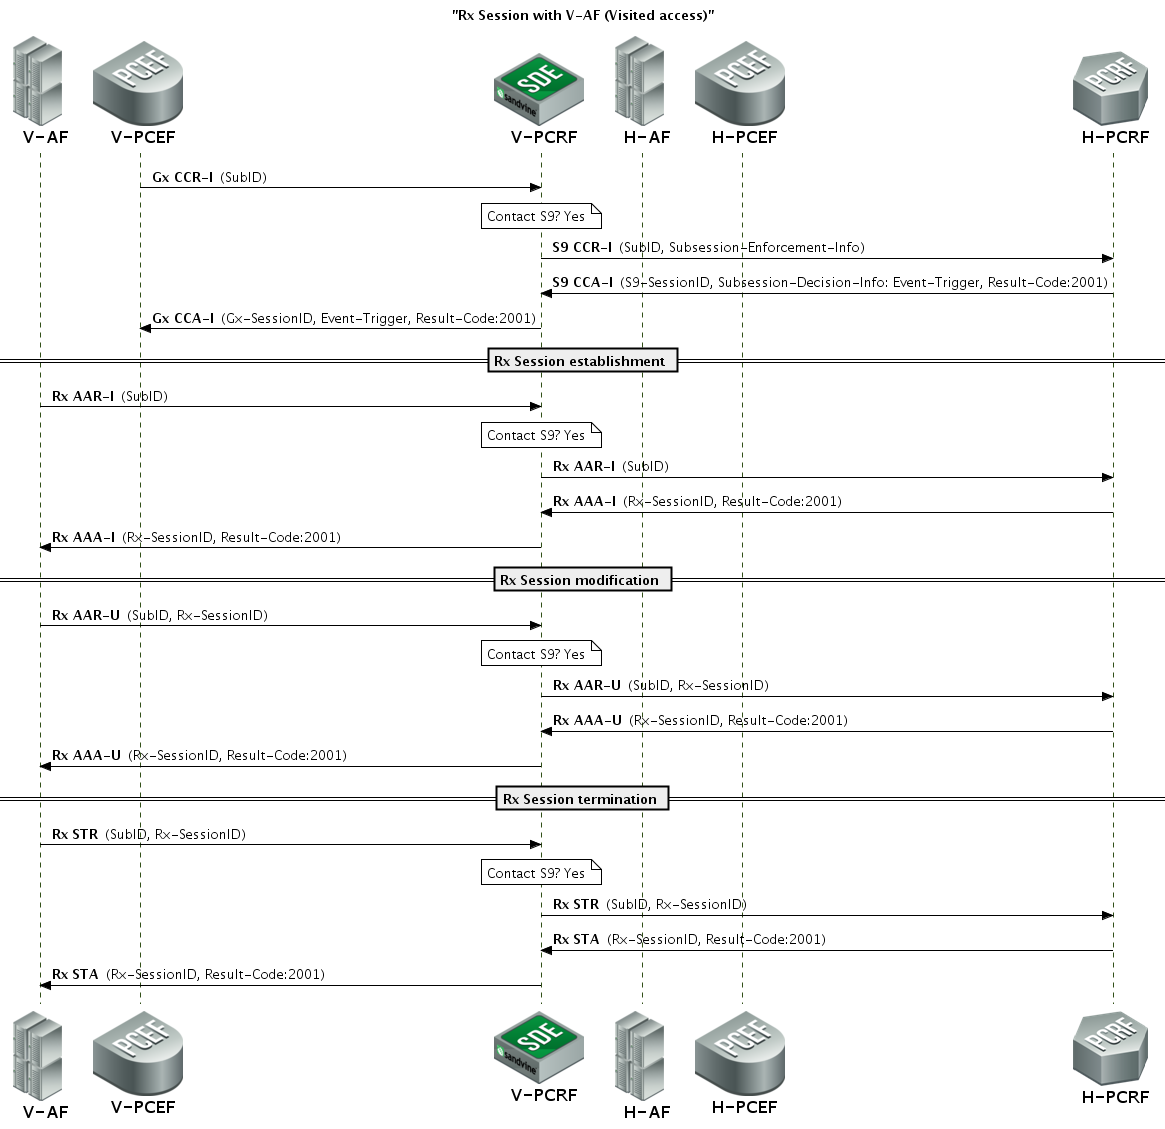 "Rx Session with V-AF (Visited access)"
PCEF
SDE
sandvine
PCEF
PCRF
V-AF
V-PCEF
V-PCRF
H-AF
H-PCEF
H-PCRF
Gx CCR-I (SubID)
Contact S9? Yes
S9 CCR-I (SubID, Subsession-Enforcement-Info)
S9 CCA-I (S9-SessionID, Subsession-Decision-Info: Event-Trigger, Result-Code:2001)
Gx CCA-I (Gx-SessionID, Event-Trigger, Result-Code:2001)
Rx Session establishment
Rx AAR-I (SubID)
Contact S9? Yes
Rx AAR-I (SubID)
Rx AAA-I (Rx-SessionID, Result-Code:2001)
Rx AAA-I (Rx-SessionID, Result-Code:2001)
Rx Session modification
Rx AAR-U (SubID, Rx-SessionID)
Contact S9? Yes
Rx AAR-U (SubID, Rx-SessionID)
Rx AAA-U (Rx-SessionID, Result-Code:2001)
Rx AAA-U (Rx-SessionID, Result-Code:2001)
Rx Session termination
Rx STR (SubID, Rx-SessionID)
Contact S9? Yes
Rx STR (SubID, Rx-SessionID)
Rx STA (Rx-SessionID, Result-Code:2001)
Rx STA (Rx-SessionID, Result-Code:2001)
PCEF
SDE
sandvine
PCEF
PCRF
V-AF
V-PCEF
V-PCRF
H-AF
H-PCEF
H-PCRF